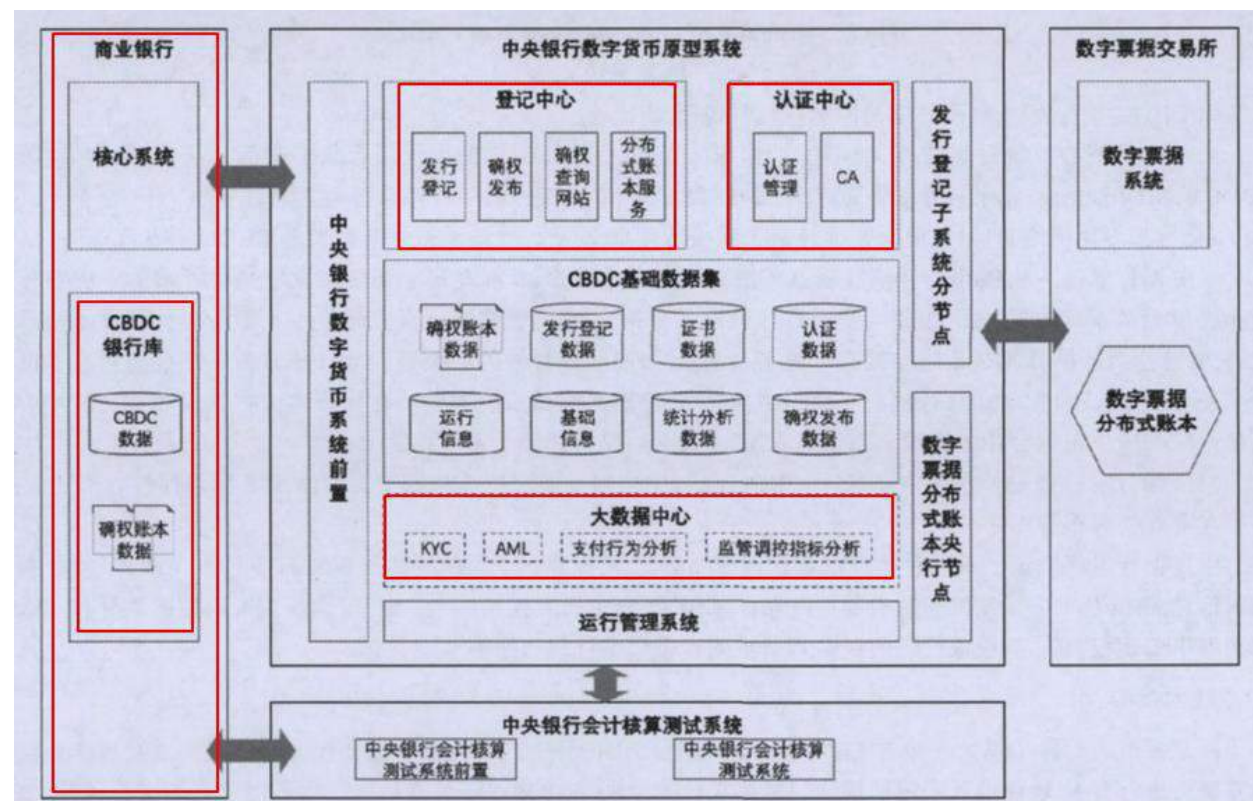 商业银行
核心系统
CBDC
银行库
CBDC
数据
确权账本
数据
中央银行数字货币原型系统
中央银行数字货币系统前置
登记中心
发行
登记
确权
发布
确权
查询
网站
分布
式账
本服
务
认证中心
认证
管理
CA
CBDC基础数据集
确权账本
数据
发行登记
数据
证书
数据
认证
数据
运行
信息
基础
信息
统计分析
数据
确权发布
数据
大数据中心
KYC
AML
支付行为分析
监管调控指标分析
运行管理系统
发行登记子系统分节点
数字
票据
分布
式账
本央
行节
点
数字票据交易所
数字票据
系统
数字票据
分布式账本
中央银行会计核算测试系统
中央银行会计核算
测试系统前置
中央银行会计核算
测试系统